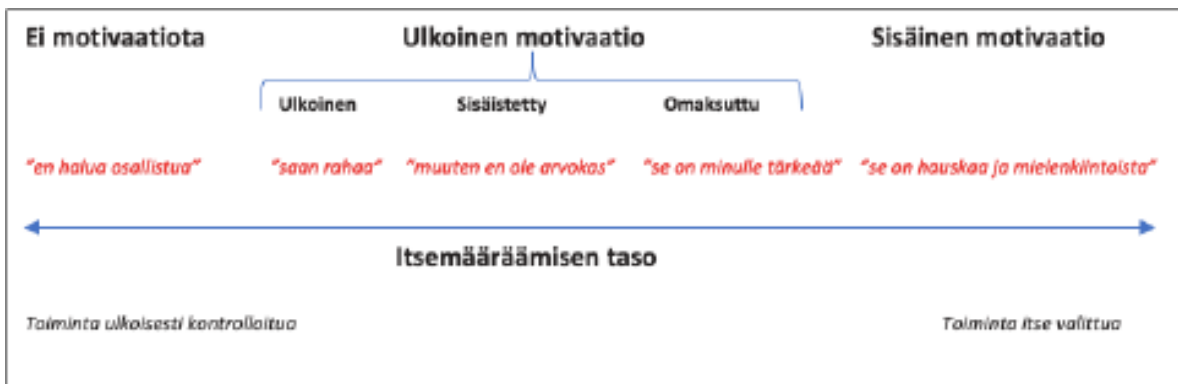 Ei motivaatiota Ulkoinen motivaatio Sisäinen motivaatio
Ulkoinen Sisäistetty Omaksuttu
"en halua osallistua" "saan rahaa" "muuten en ole arvokas" "se on minulle tärkeää" "se on hauskaa ja mielenkiintoista"
Itsemääräämisen taso
Toiminta ulkoisesti kontrolloitua Toiminta itse valittua